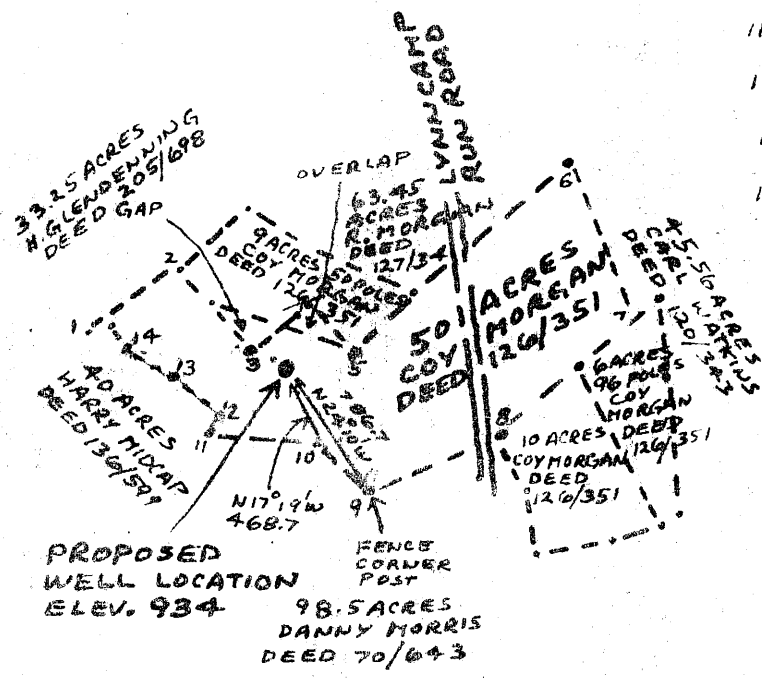 LYNNCAMP
RUN ROAD
33.25 ACRES
H. GLENDENNING
205/698
DEED GAP
OVERLAP
63.45
ACRES
R. MORGAN
DEED
127/34
9 ACRES 50 POLES
COY MORGAN
DEED 126/351
6
45.56 ACRES
CARL WATKINS
DEED 120/343
2
1
3
5
14
13
12
11
10
9
8
7
50 ACRES
COY MORGAN
DEED 126/351
40 ACRES
HARRY MIDCAP
DEED 136/599
706.7
6 ACRES
96 POLES
COY
MORGAN
DEED
126/351
10 ACRES
COY MORGAN
DEED
126/351
N17°19'W
468.7
PROPOSED
WELL LOCATION
ELEV. 934
FENCE
CORNER
POST
98.5 ACRES
DANNY MORRIS
DEED 70/643